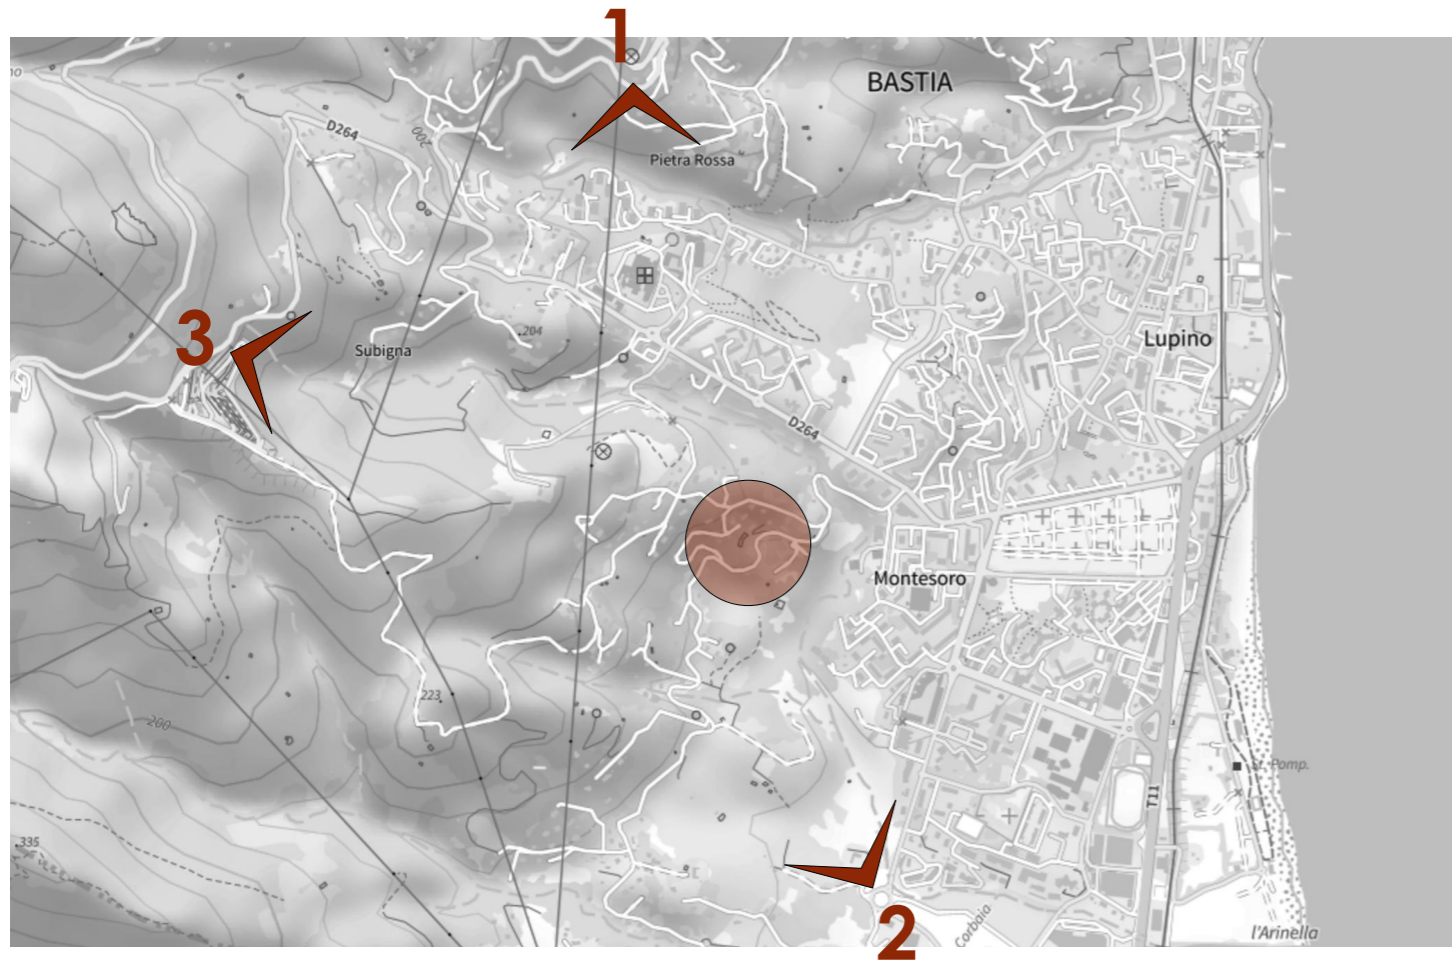 1
BASTIA
D264
200
Pietra Rossa
3
Subigna
204
Lupino
D264
Montesoro
223
200
St. Pomp.
T11
335
2
Corbaia
l'Arinella